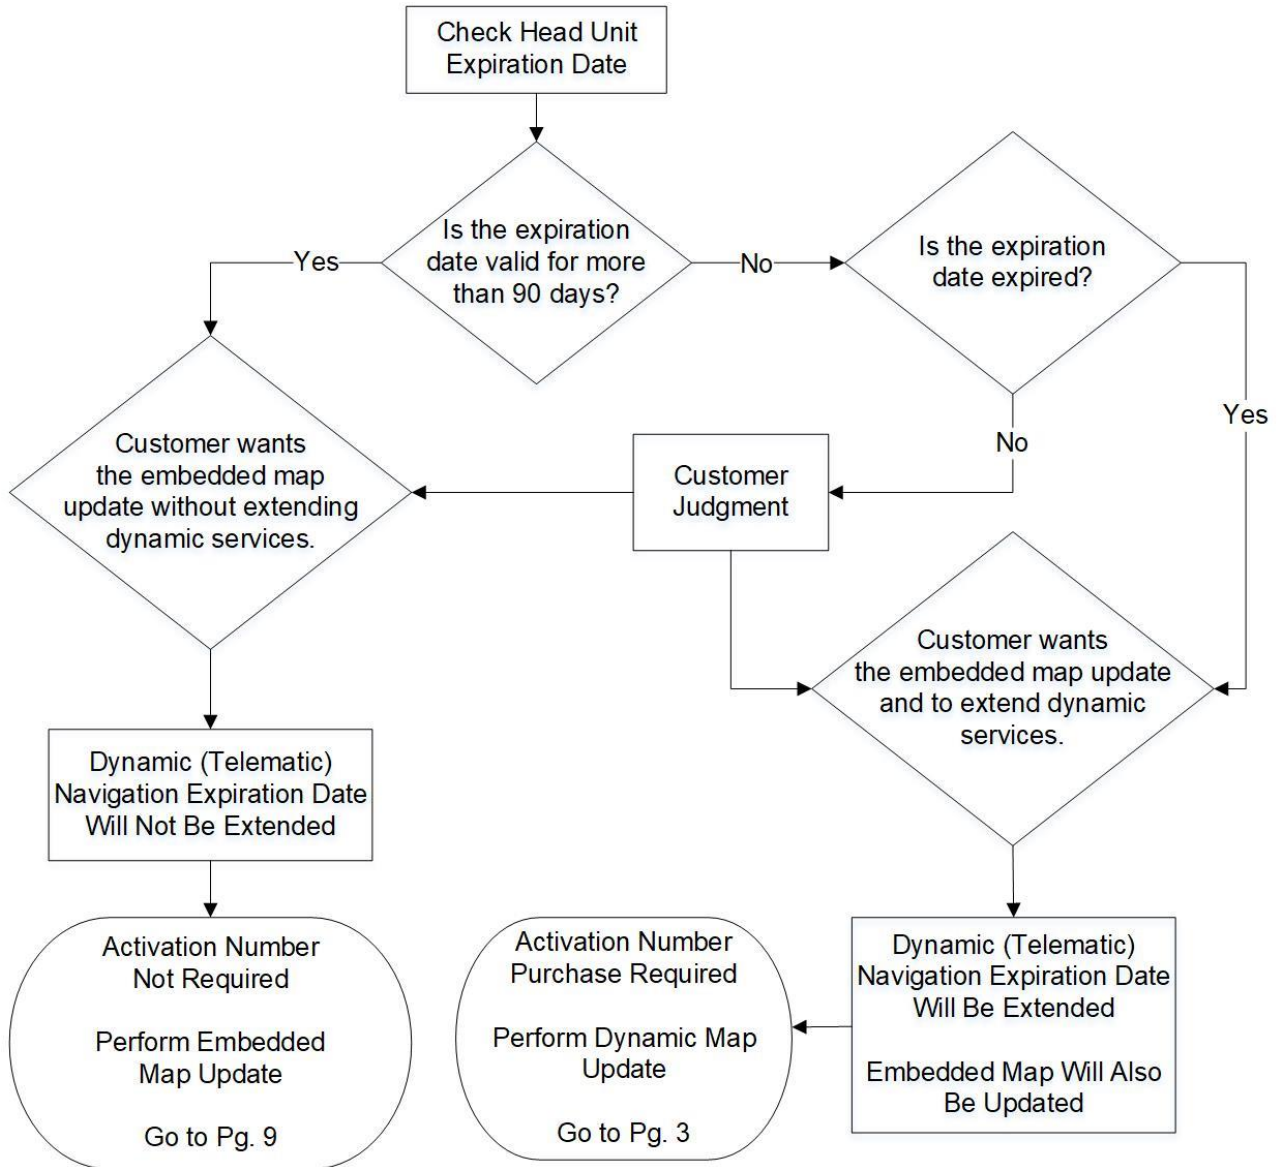 Check Head Unit
Expiration Date
Is the expiration
date valid for more
than 90 days?
Yes
No
Is the expiration
date expired?
Yes
No
Customer
Judgment
Customer wants
the embedded map
update without extending
dynamic services.
Customer wants
the embedded map update
and to extend dynamic
services.
Dynamic (Telematic)
Navigation Expiration Date
Will Not Be Extended
Activation Number
Not Required
Perform Embedded
Map Update
Go to Pg. 9
Activation Number
Purchase Required
Perform Dynamic Map
Update
Go to Pg. 3
Dynamic (Telematic)
Navigation Expiration Date
Will Be Extended
Embedded Map Will Also
Be Updated